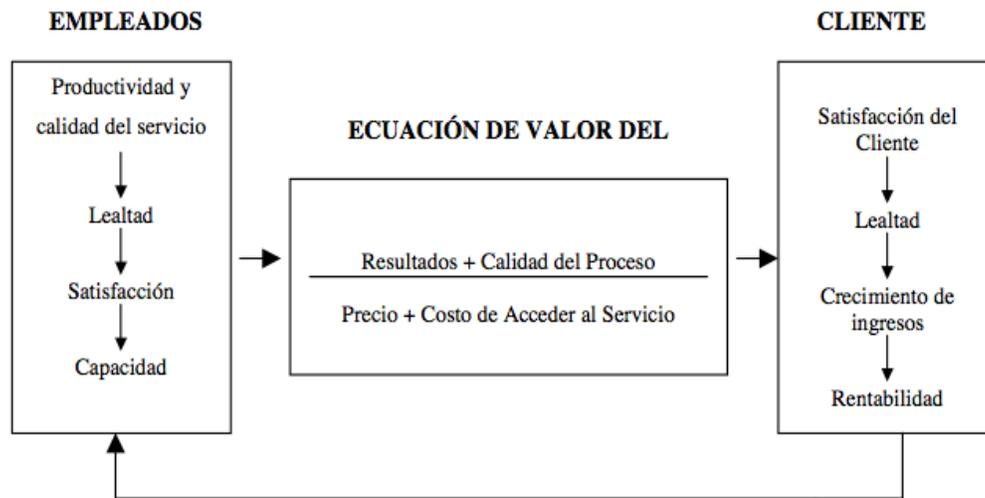 EMPLEADOS
Productividad y
calidad del servicio
Lealtad
Satisfacción
Capacidad
ECUACIÓN DE VALOR DEL
Resultados + Calidad del Proceso
Precio + Costo de Acceder al Servicio
CLIENTE
Satisfacción del
Cliente
Lealtad
Crecimiento de
ingresos
Rentabilidad